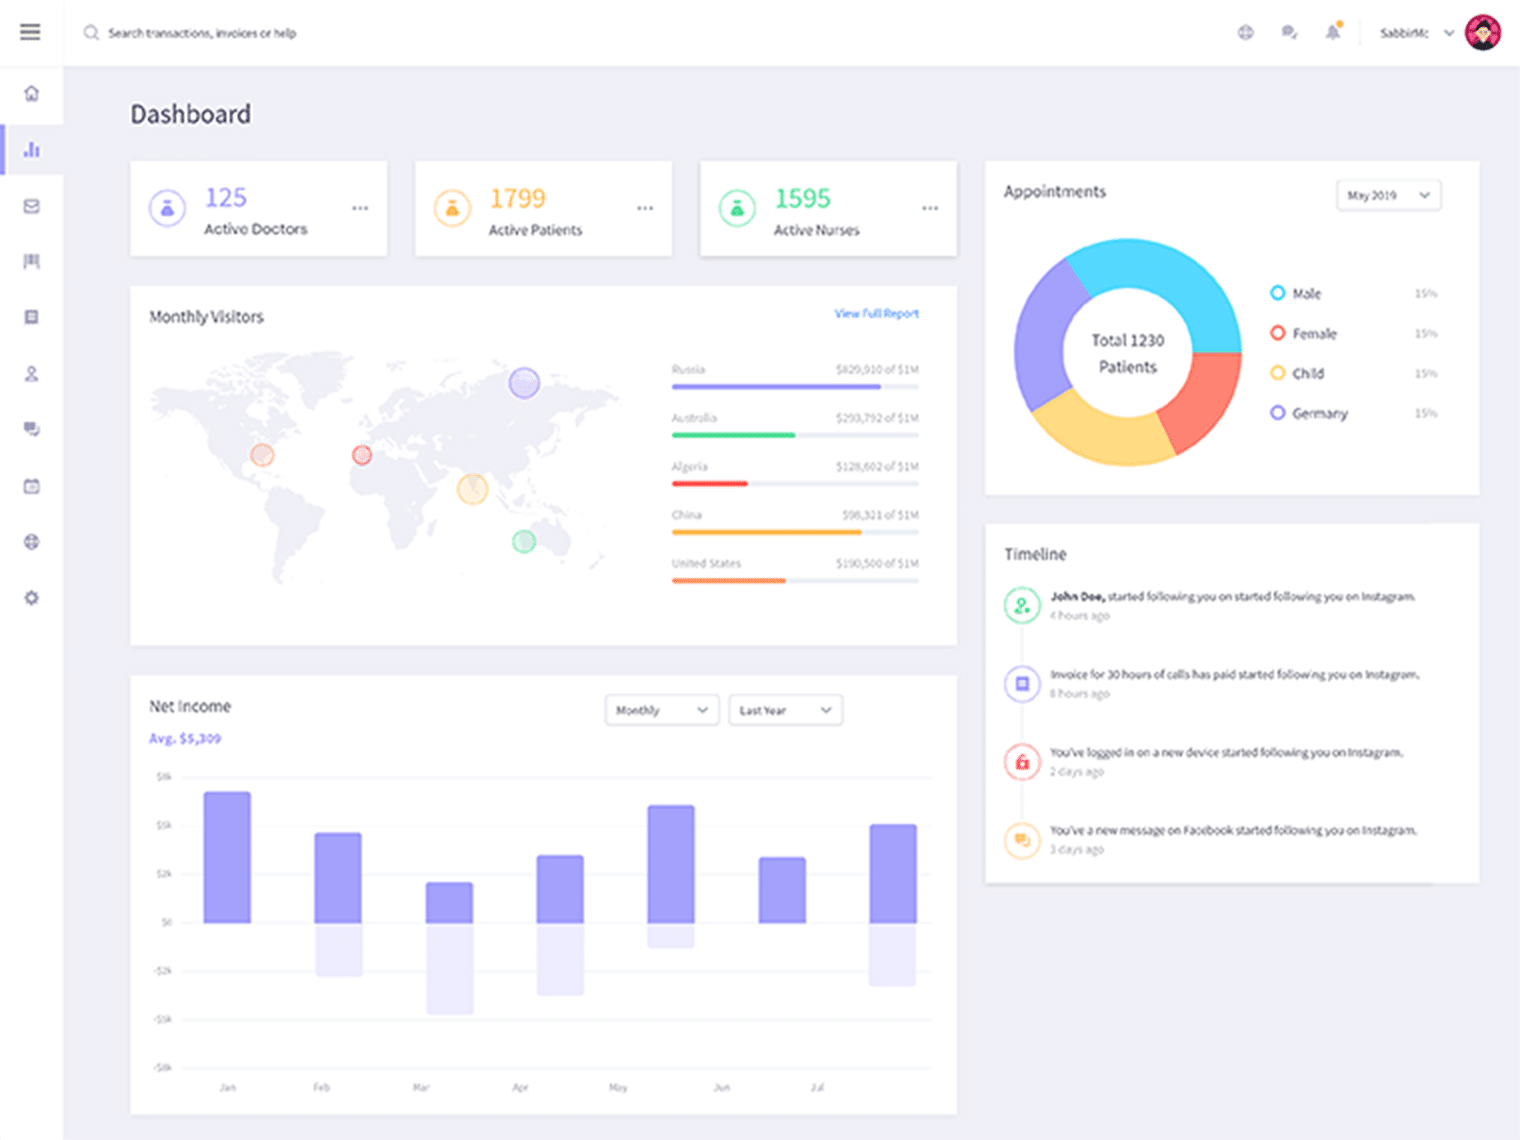 Search transactions, invoices or help
SabbirMc
Dashboard
125
Active Doctors
1799
Active Patients
1595
Active Nurses
Appointments
May 2019
Total 1230
Patients
Male 15%
Female 15%
Child 15%
Germany 15%
Monthly Visitors
View Full Report
Russia $829,910 of $1M
Australia $293,792 of $1M
Algeria $128,602 of $1M
China $98,321 of $1M
United States $190,500 of $1M
Timeline
John Doe, started following you on started following you on Instagram.
4 hours ago
Invoice for 30 hours of calls has paid started following you on Instagram.
8 hours ago
You've logged in on a new device started following you on Instagram.
2 days ago
You've a new message on Facebook started following you on Instagram.
3 days ago
Net Income
Monthly
Last Year
Avg. $5,309
$8k
$5k
$2k
$0
-$2k
-$5k
-$8k
Jan Feb Mar Apr May Jun Jul